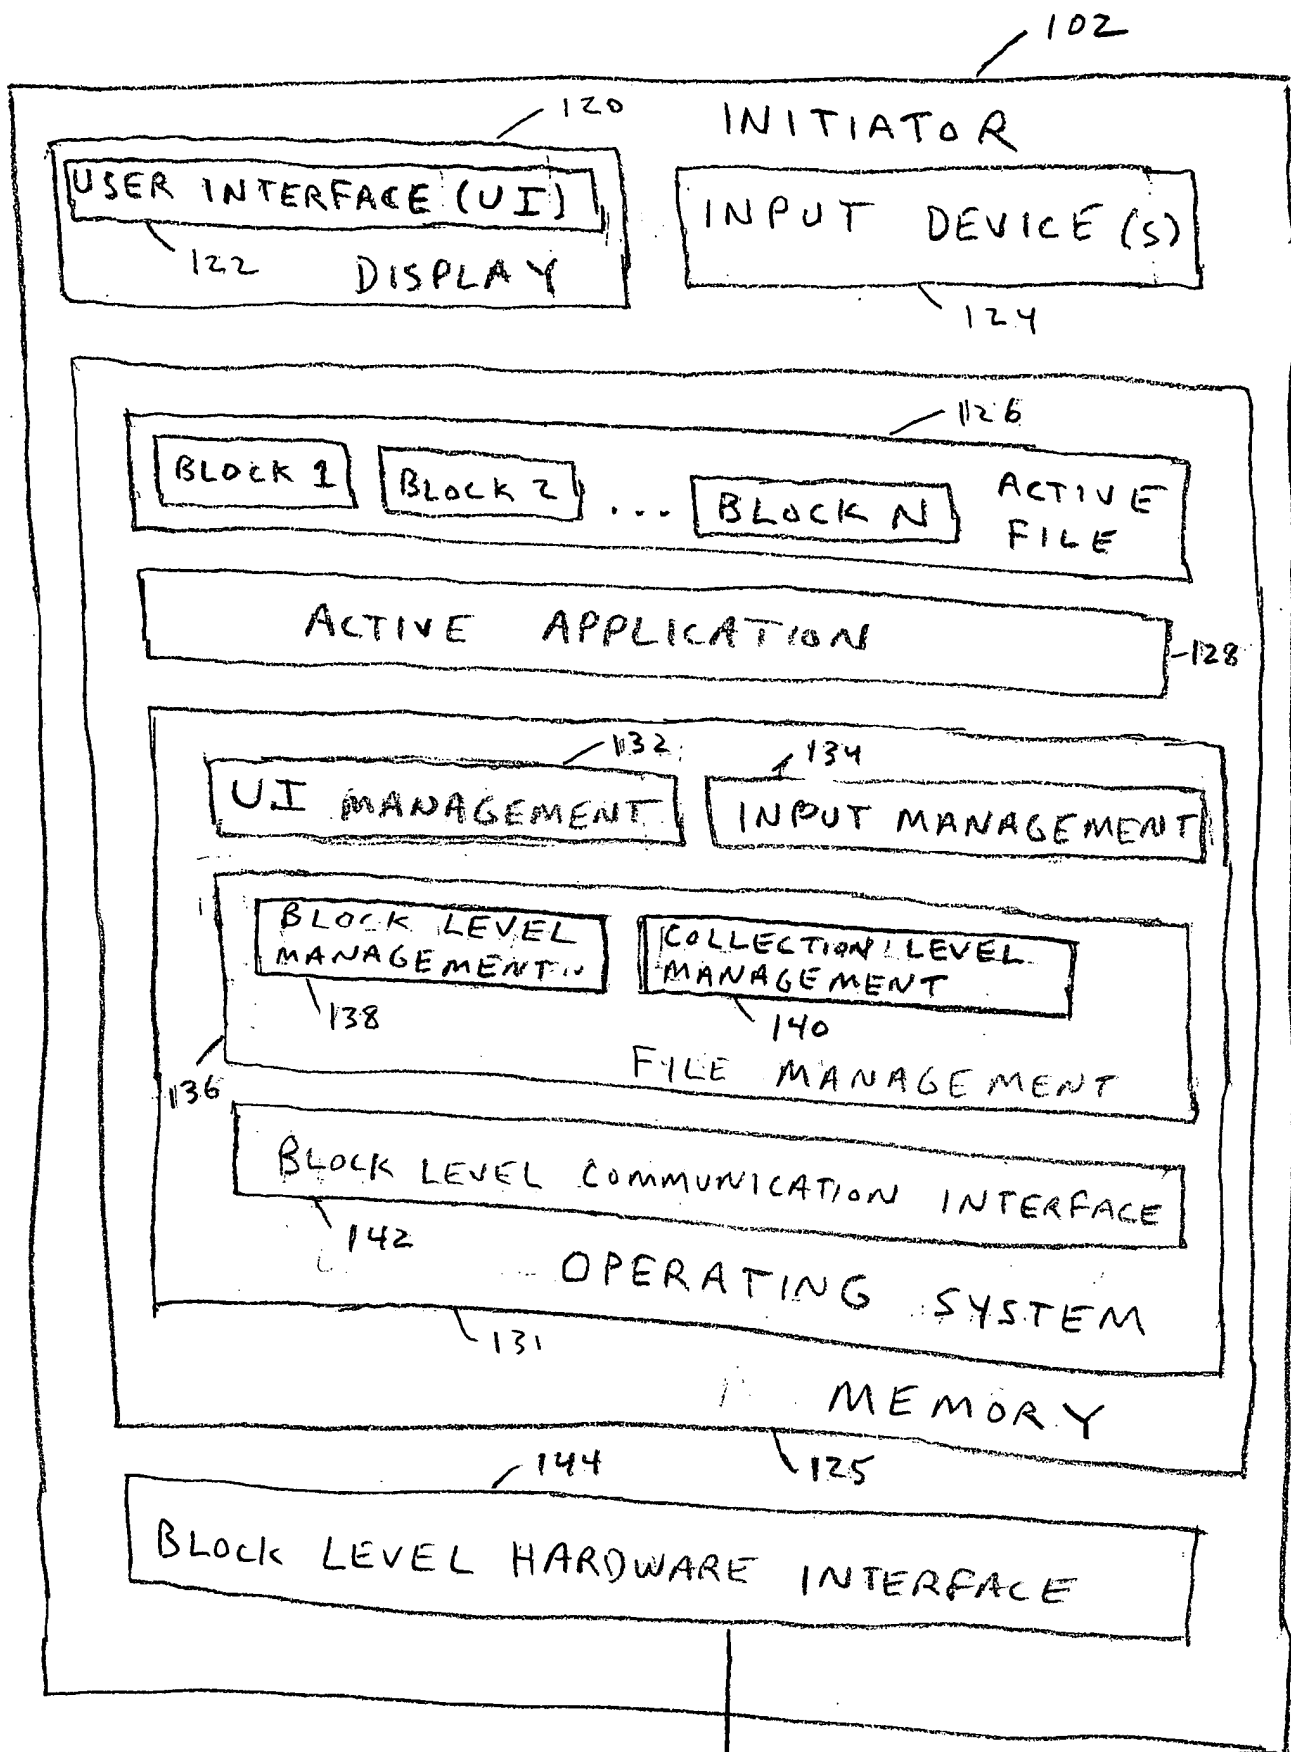 102
INITIATOR
120
USER INTERFACE (UI)
122
DISPLAY
INPUT DEVICE(S)
124
126
BLOCK 1
BLOCK 2
...
BLOCK N
ACTIVE
FILE
ACTIVE APPLICATION
128
132
134
UI MANAGEMENT
INPUT MANAGEMENT
BLOCK LEVEL
MANAGEMENT
138
COLLECTION LEVEL
MANAGEMENT
140
FILE MANAGEMENT
136
BLOCK LEVEL COMMUNICATION INTERFACE
142
OPERATING SYSTEM
131
MEMORY
125
144
BLOCK LEVEL HARDWARE INTERFACE